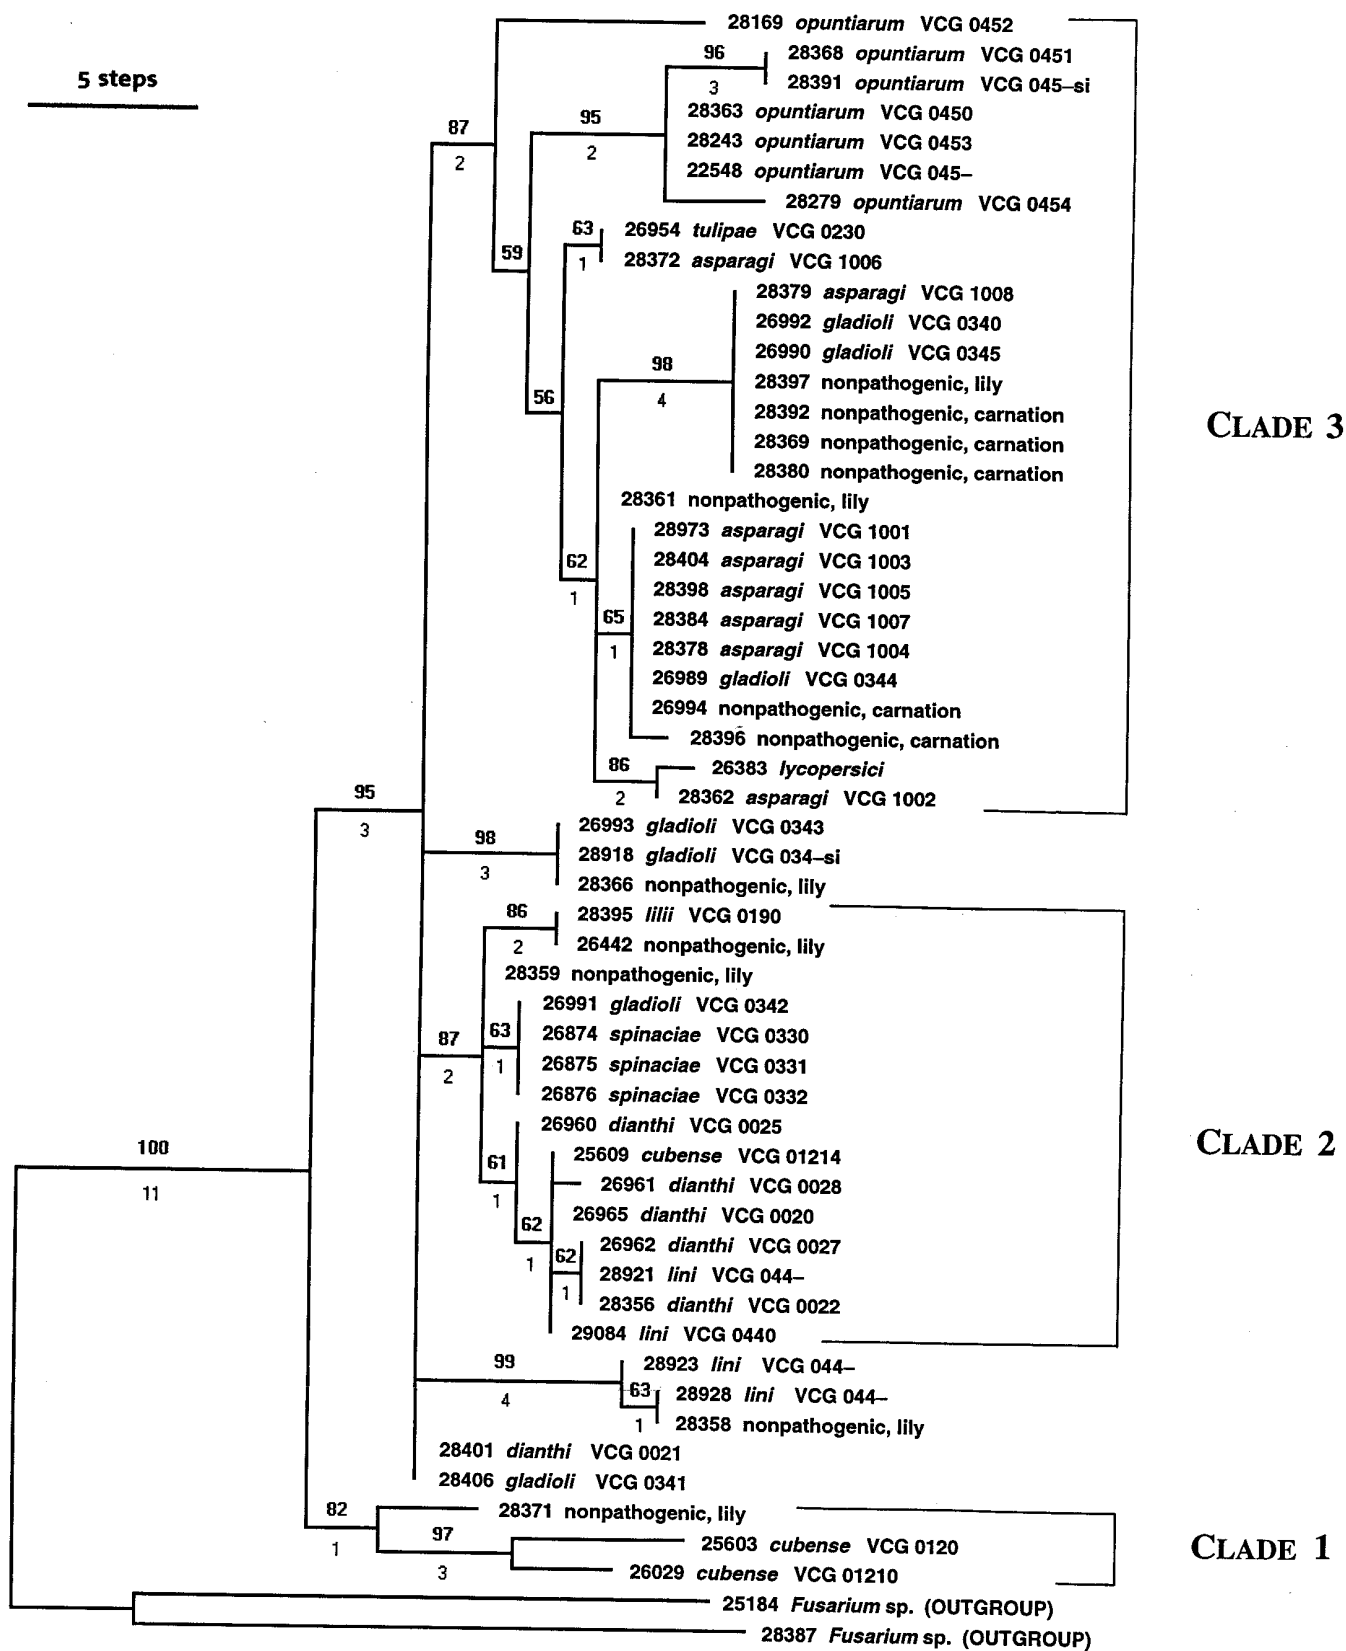 28169 opuntiarum VCG 0452
96 28368 opuntiarum VCG 0451
5 steps
3 28391 opuntiarum VCG 045–si
28363 opuntiarum VCG 0450
87 95
28243 opuntiarum VCG 0453
2 2
22548 opuntiarum VCG 045–
28279 opuntiarum VCG 0454
63 26954 tulipae VCG 0230
59
1 28372 asparagi VCG 1006
28379 asparagi VCG 1008
26992 gladioli VCG 0340
26990 gladioli VCG 0345
98
28397 nonpathogenic, lily
56 4
28392 nonpathogenic, carnation
CLADE 3
28369 nonpathogenic, carnation
28380 nonpathogenic, carnation
28361 nonpathogenic, lily
28973 asparagi VCG 1001
62 28404 asparagi VCG 1003
1 28398 asparagi VCG 1005
65 28384 asparagi VCG 1007
1 28378 asparagi VCG 1004
26989 gladioli VCG 0344
26994 nonpathogenic, carnation
28396 nonpathogenic, carnation
86 26383 lycopersici
95
2 28362 asparagi VCG 1002
3 26993 gladioli VCG 0343
98
28918 gladioli VCG 034–si
3
28366 nonpathogenic, lily
86 28395 lilii VCG 0190
2 26442 nonpathogenic, lily
28359 nonpathogenic, lily
26991 gladioli VCG 0342
87 63 26874 spinaciae VCG 0330
2 1 26875 spinaciae VCG 0331
26876 spinaciae VCG 0332
26960 dianthi VCG 0025
100
61 25609 cubense VCG 01214
CLADE 2
11 1 26961 dianthi VCG 0028
26965 dianthi VCG 0020
62
62 26962 dianthi VCG 0027
1
1 28921 lini VCG 044–
28356 dianthi VCG 0022
29084 lini VCG 0440
99 28923 lini VCG 044–
4 63 28928 lini VCG 044–
1 28358 nonpathogenic, lily
28401 dianthi VCG 0021
28406 gladioli VCG 0341
82 28371 nonpathogenic, lily
97
1 25603 cubense VCG 0120
CLADE 1
3 26029 cubense VCG 01210
25184 Fusarium sp. (OUTGROUP)
28387 Fusarium sp. (OUTGROUP)